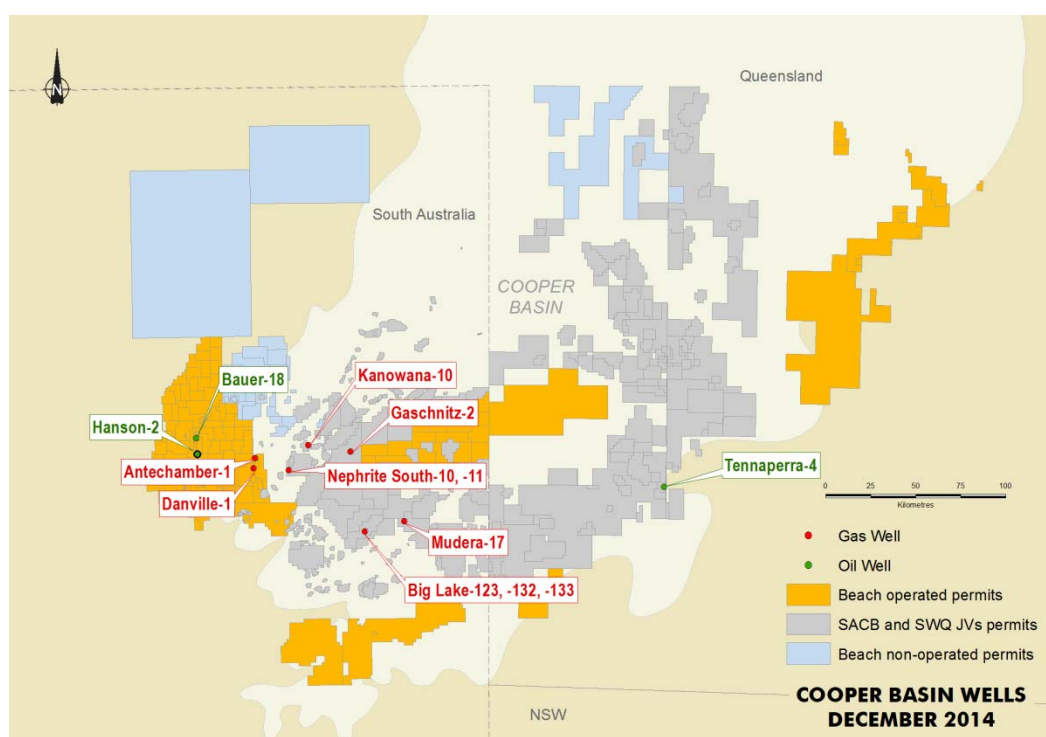 N
Queensland
South Australia
COOPER
BASIN
Kanowana-10
Bauer-18
Gaschnitz-2
Hanson-2
Antechamber-1
Nephrite South-10, -11
Tennaperra-4
Danville-1
Mudera-17
Big Lake-123, -132, -133
0 25 50 75 100
Kilometres
Gas Well
Oil Well
Beach operated permits
SACB and SWQ JVs permits
Beach non-operated permits
NSW
COOPER BASIN WELLS
DECEMBER 2014